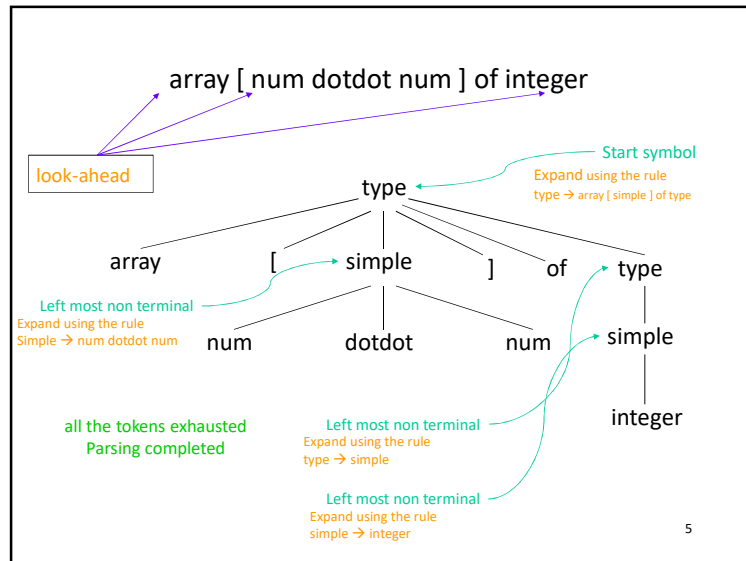 array [ num dotdot num ] of integer
look-ahead
Start symbol
Expand using the rule
type → array [ simple ] of type
type
array [ simple ] of type
Left most non terminal
Expand using the rule
Simple → num dotdot num
num dotdot num
simple
integer
all the tokens exhausted
Parsing completed
Left most non terminal
Expand using the rule
type → simple
Left most non terminal
Expand using the rule
simple → integer
5